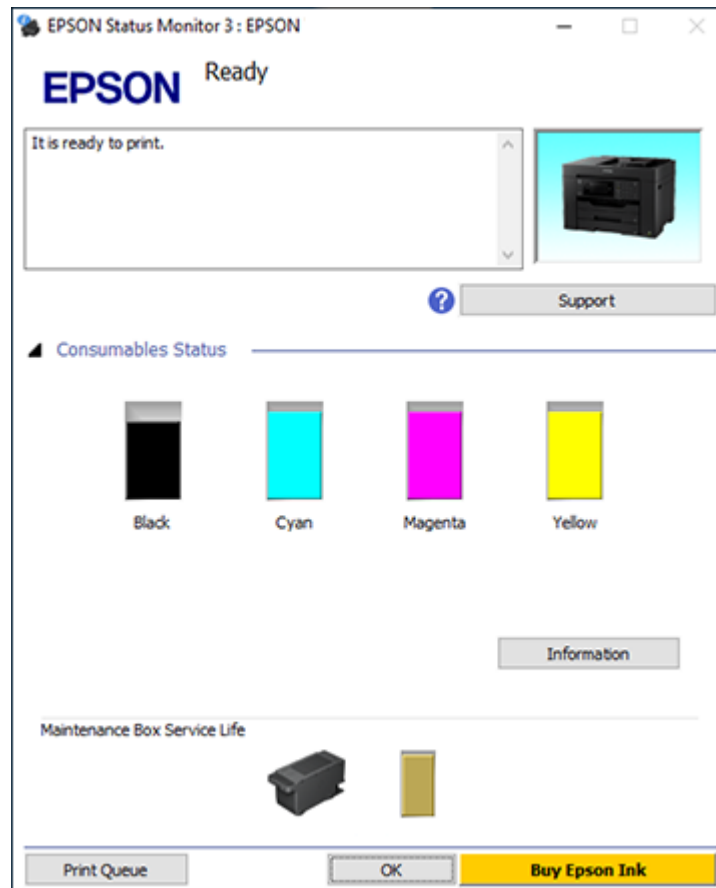 EPSON Status Monitor 3 : EPSON
EPSON
Ready
It is ready to print.
?
Support
Consumables Status
Black
Cyan
Magenta
Yellow
Information
Maintenance Box Service Life
Print Queue
OK
Buy Epson Ink